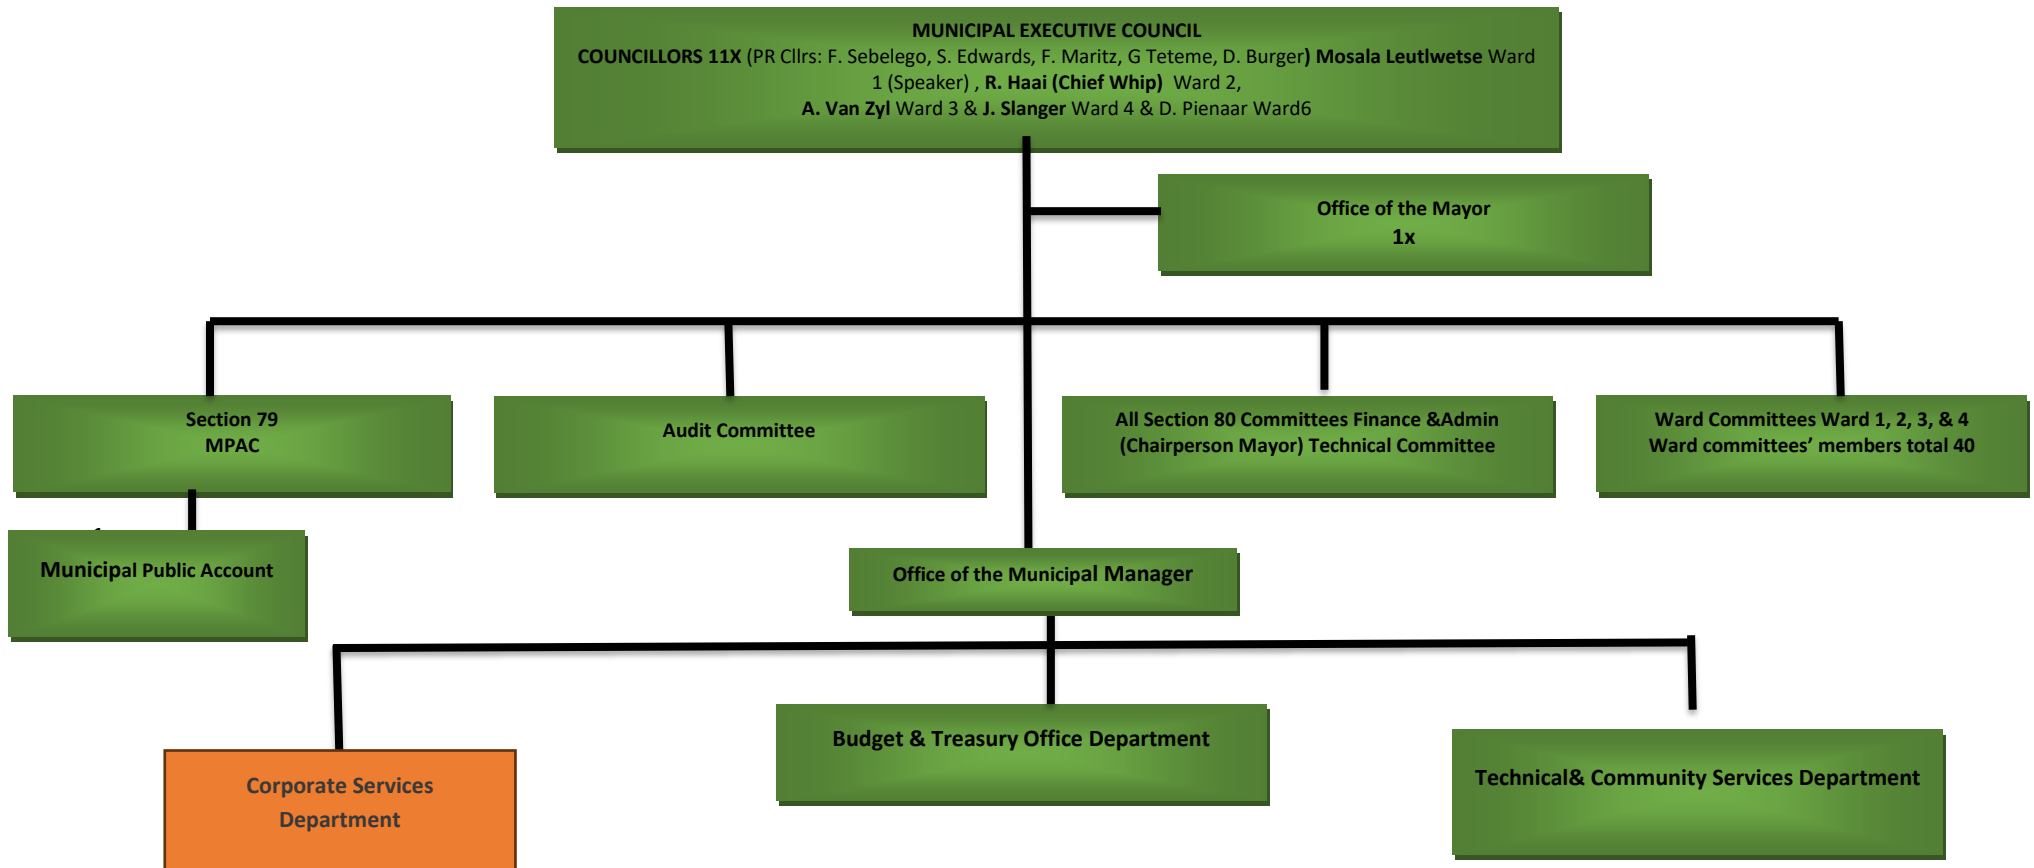 MUNICIPAL EXECUTIVE COUNCIL
COUNCILLORS 11X (PR Cllrs: F. Sebelego, S. Edwards, F. Maritz, G Teteme, D. Burger) Mosala Leutlwetse Ward
1 (Speaker) , R. Haai (Chief Whip) Ward 2,
A. Van Zyl Ward 3 & J. Slanger Ward 4 & D. Pienaar Ward6
Office of the Mayor
1x
Section 79
MPAC
Audit Committee
All Section 80 Committees Finance &Admin
(Chairperson Mayor) Technical Committee
Ward Committees Ward 1, 2, 3, & 4
Ward committees’ members total 40
Municipal Public Account
Office of the Municipal Manager
Budget & Treasury Office Department
Technical& Community Services Department
Corporate Services
Department